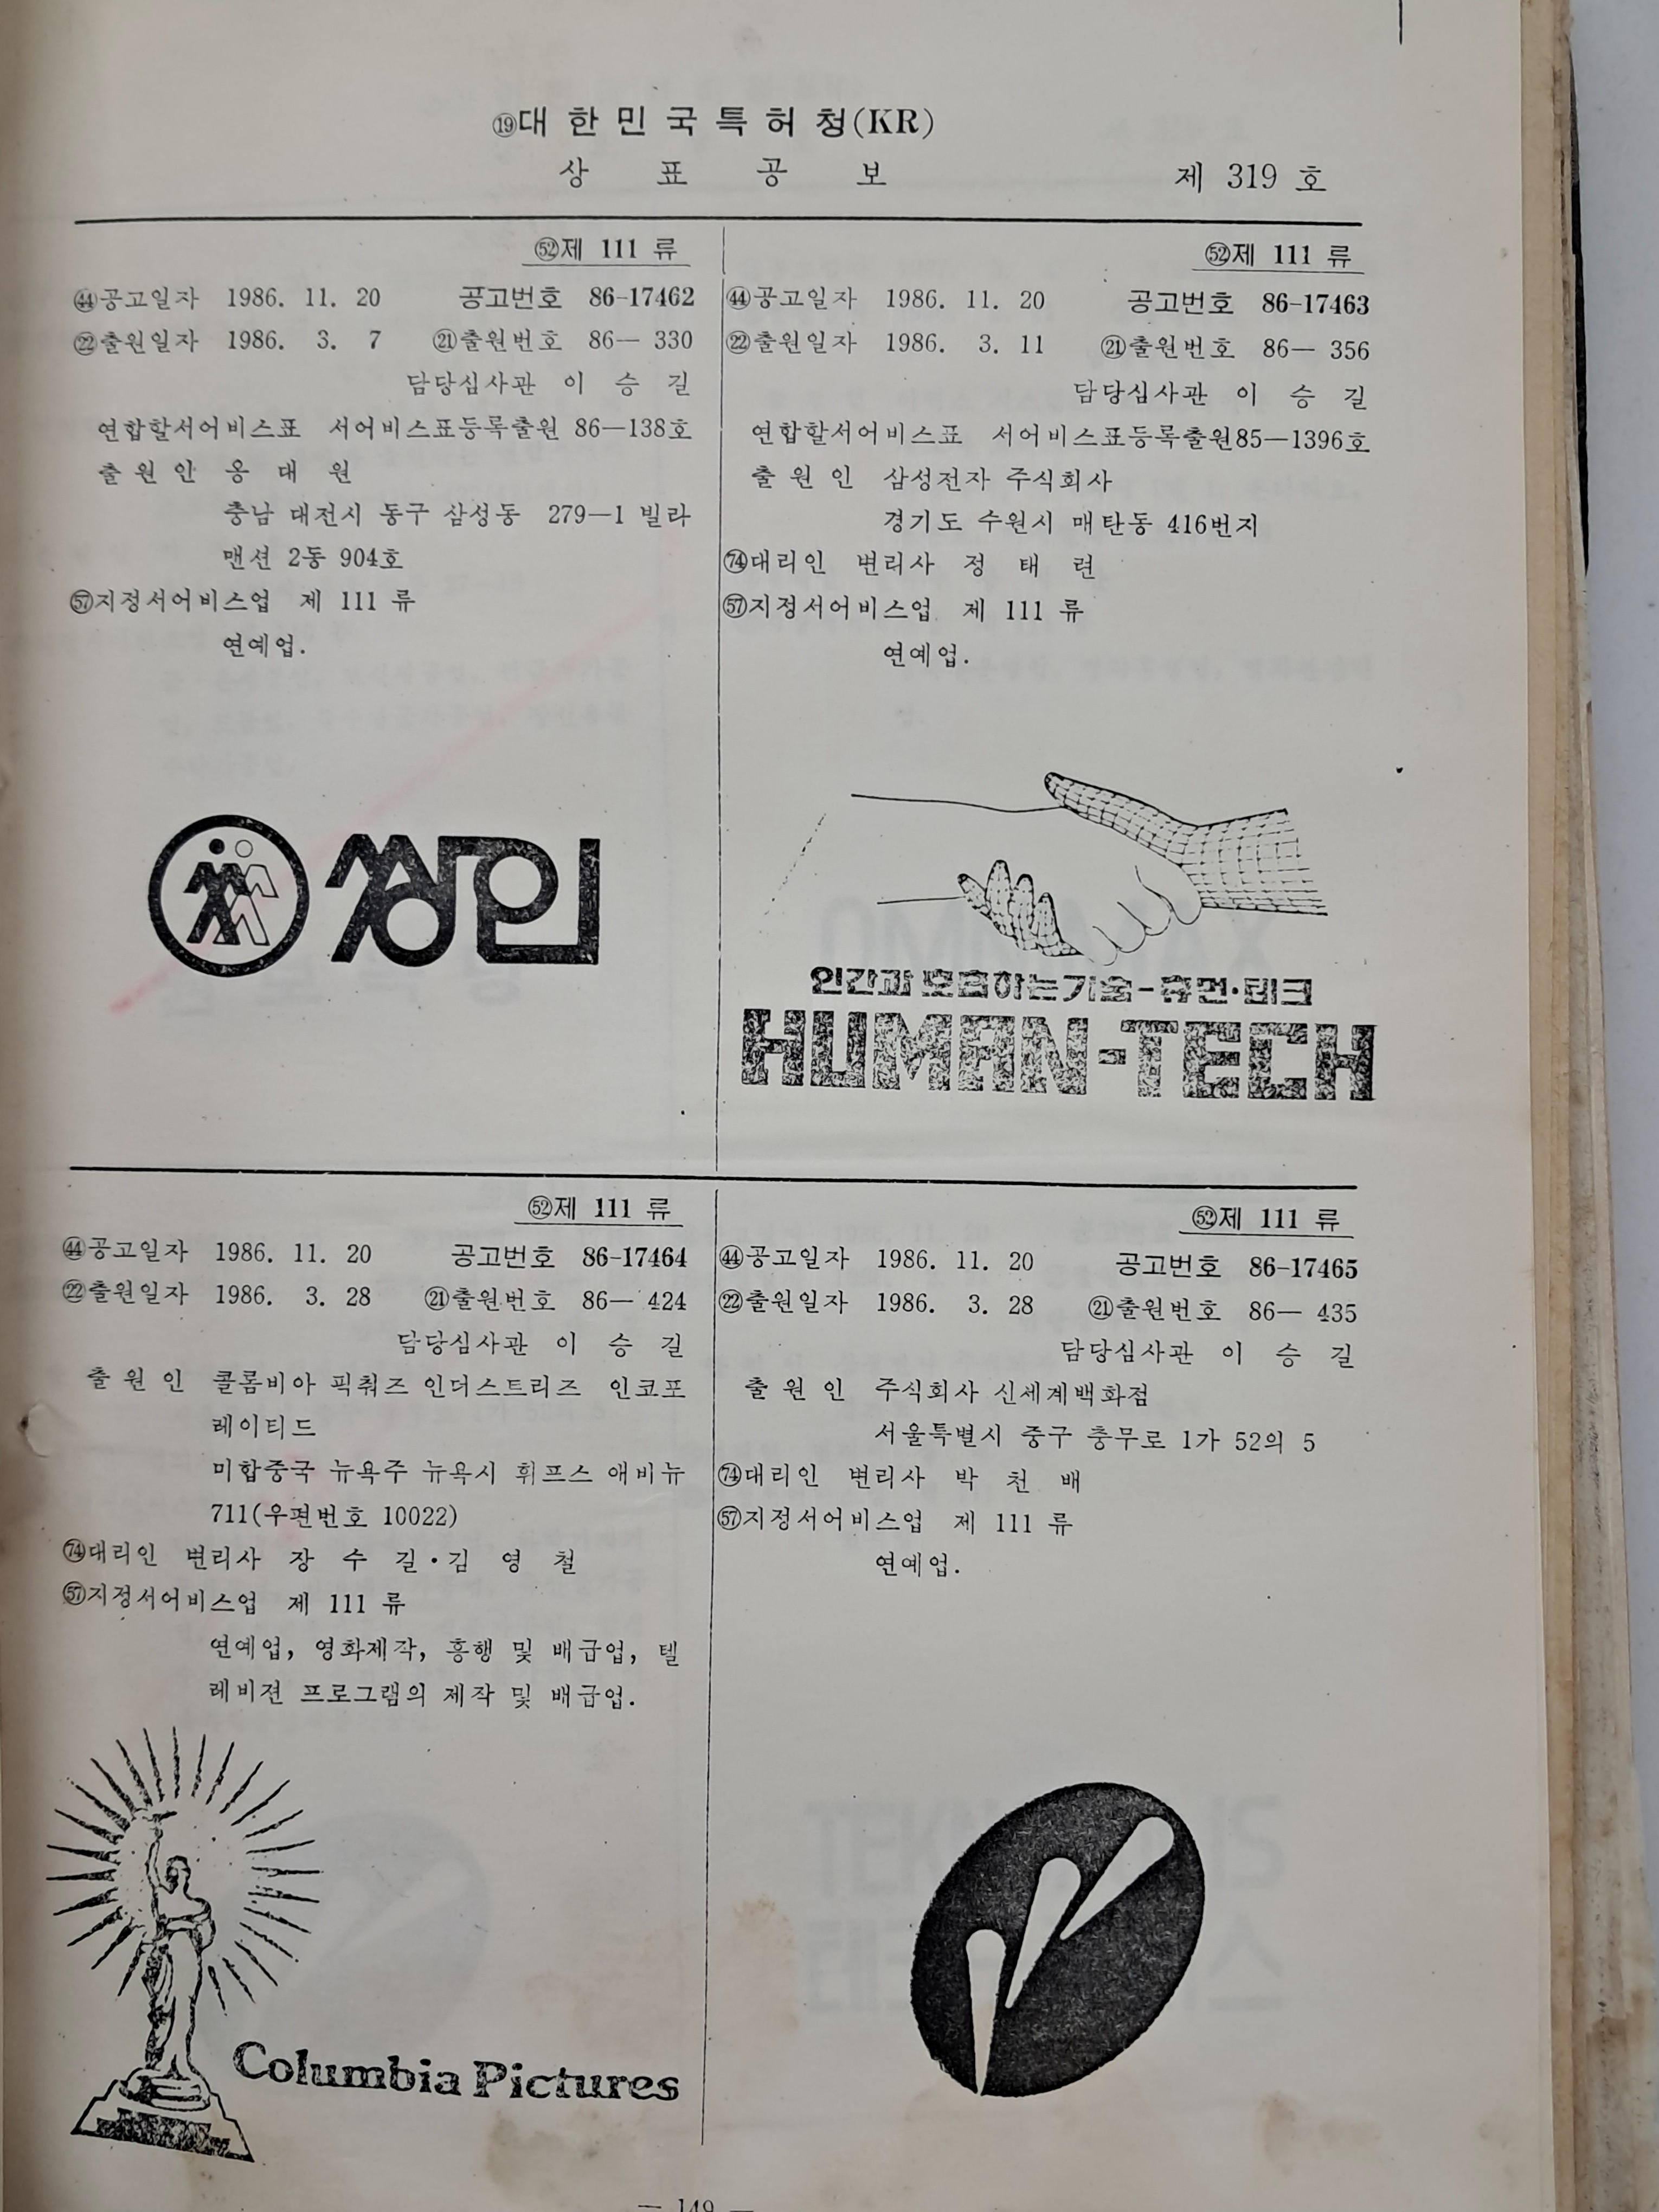 ⑲대한민국특허청(KR)
상표공보 제 319 호
52제 111 류
㊹공고일자 1986. 11. 20 공고번호 86-17462
㉒출원일자 1986. 3. 7 ㉑출원번호 86— 330
담당심사관 이 승 길
연합할서어비스표 서어비스표등록출원 86—138호
출 원 인 옹 대 원
충남 대전시 동구 삼성동 279—1 빌라
맨션 2동 904호
57지정서어비스업 제 111 류
연예업.
쌍인
52제 111 류
㊹공고일자 1986. 11. 20 공고번호 86-17463
㉒출원일자 1986. 3. 11 ㉑출원번호 86— 356
담당심사관 이 승 길
연합할서어비스표 서어비스표등록출원85—1396호
출 원 인 삼성전자 주식회사
경기도 수원시 매탄동 416번지
74대리인 변리사 정 태 련
57지정서어비스업 제 111 류
연예업.
인간과 호흡하는 기술-휴먼·테크
HUMAN-TECH
52제 111 류
㊹공고일자 1986. 11. 20 공고번호 86-17464
㉒출원일자 1986. 3. 28 ㉑출원번호 86— 424
담당심사관 이 승 길
출 원 인 콜롬비아 픽춰즈 인더스트리즈 인코포
레이티드
미합중국 뉴욕주 뉴욕시 휘프스 애비뉴
711(우편번호 10022)
74대리인 변리사 장 수 길·김 영 철
57지정서어비스업 제 111 류
연예업, 영화제작, 흥행 및 배급업, 텔
레비젼 프로그램의 제작 및 배급업.
Columbia Pictures
52제 111 류
㊹공고일자 1986. 11. 20 공고번호 86-17465
㉒출원일자 1986. 3. 28 ㉑출원번호 86— 435
담당심사관 이 승 길
출 원 인 주식회사 신세계백화점
서울특별시 중구 충무로 1가 52의 5
74대리인 변리사 박 천 배
57지정서어비스업 제 111 류
연예업.
— 149 —